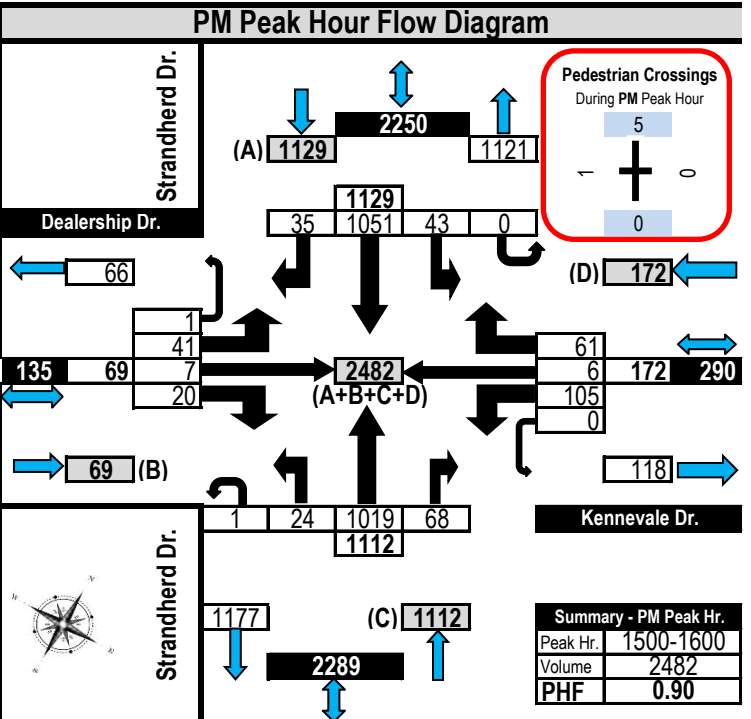 PM Peak Hour Flow Diagram
Strandherd Dr.
Pedestrian Crossings
During PM Peak Hour
5
1
0
0
2250
(A) 1129
1121
1129
35 1051 43 0
Dealership Dr.
66
(D) 172
1
41
7
20
135 69
2482
(A+B+C+D)
61
6
105
0
172 290
69 (B)
118
1 24 1019 68
1112
Kennevale Dr.
Strandherd Dr.
N
E
S
W
1177
(C) 1112
2289
Summary - PM Peak Hr.
Peak Hr. 1500-1600
Volume 2482
PHF 0.90